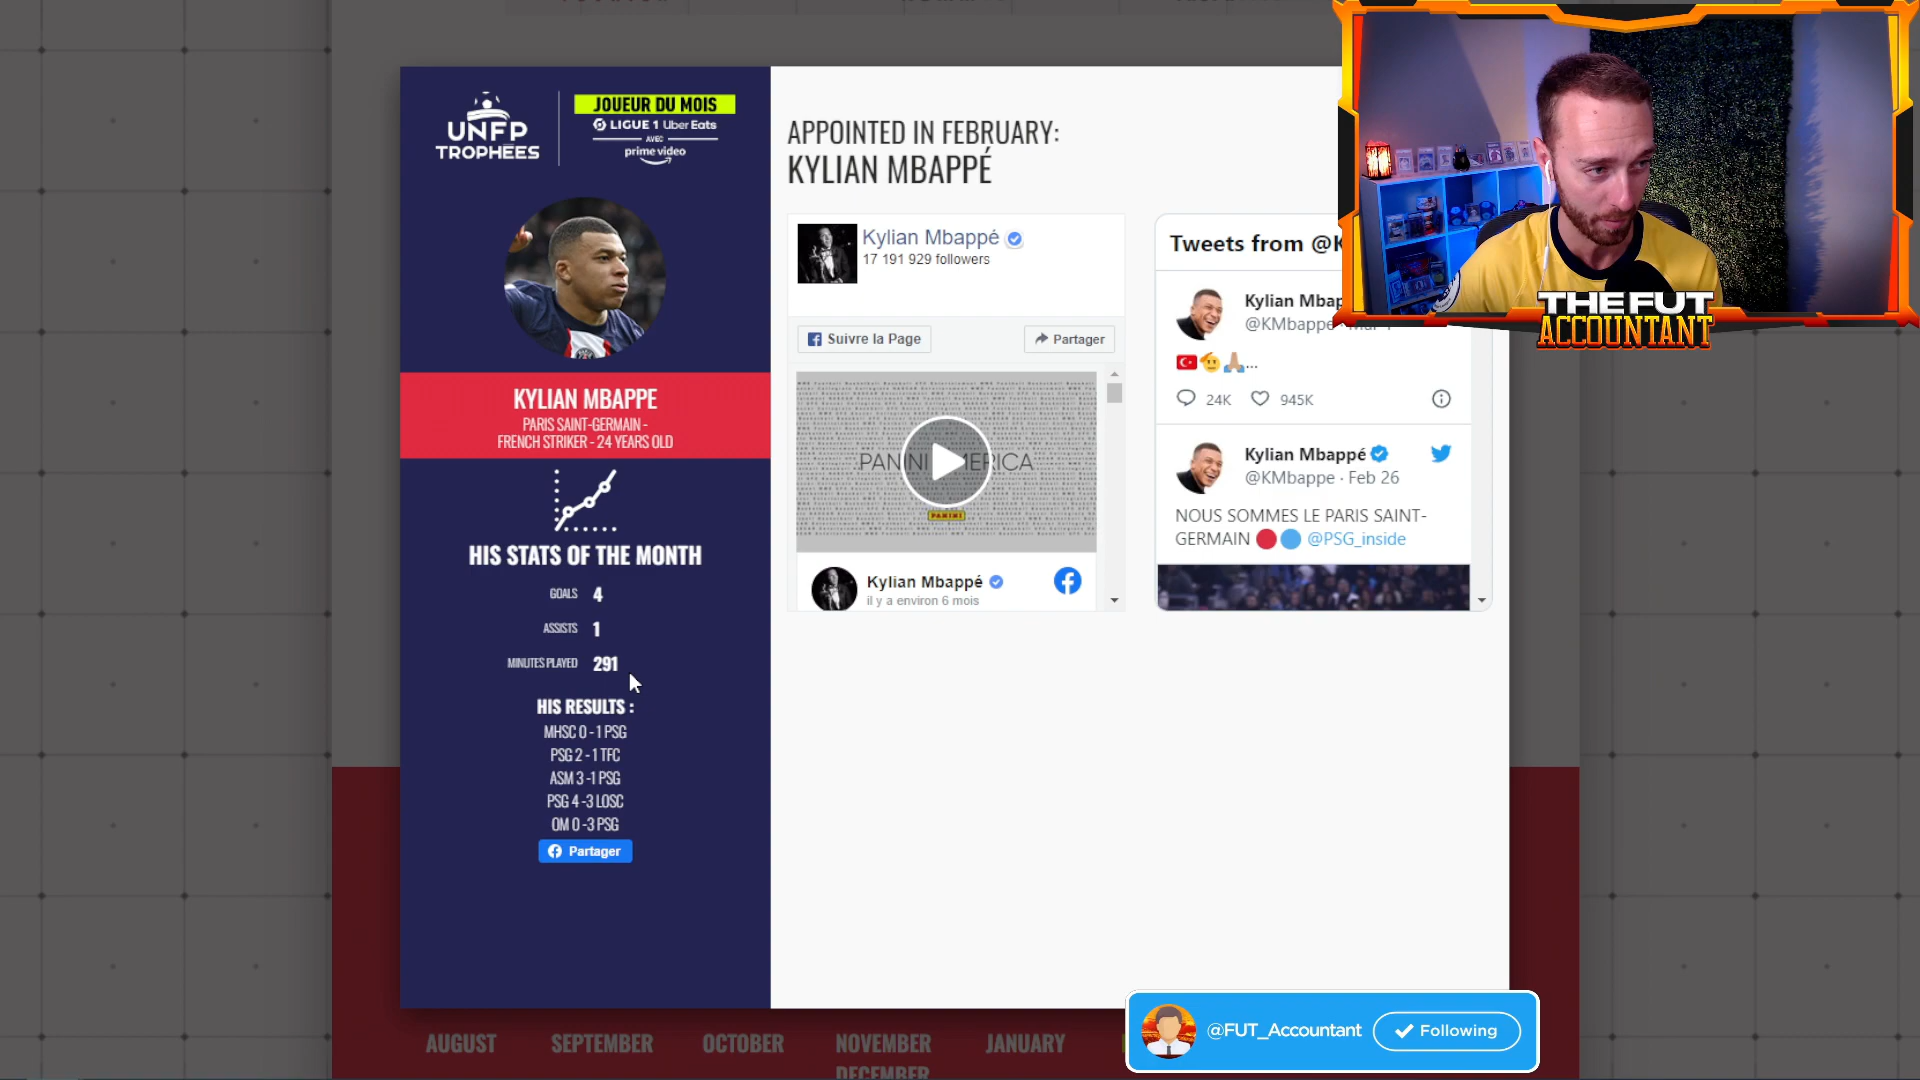 UNFP
TROPHÉES
JOUEUR DU MOIS
LIGUE 1 Uber Eats
AVEC
prime video
KYLIAN MBAPPE
PARIS SAINT-GERMAIN -
FRENCH STRIKER - 24 YEARS OLD
HIS STATS OF THE MONTH
GOALS 4
ASSISTS 1
MINUTES PLAYED 291
HIS RESULTS :
MHSC 0 - 1 PSG
PSG 2 - 1 TFC
ASM 3 -1 PSG
PSG 4 -3 LOSC
OM 0 -3 PSG
Partager
APPOINTED IN FEBRUARY:
KYLIAN MBAPPÉ
Kylian Mbappé
17 191 929 followers
Suivre la Page
Partager
PANINI AMERICA
PANINI
Kylian Mbappé
il y a environ 6 mois
Tweets from @K
Kylian Mbap
@KMbappe
...
24K 945K
Kylian Mbappé
@KMbappe · Feb 26
NOUS SOMMES LE PARIS SAINT-
GERMAIN @PSG_inside
THE FUT
ACCOUNTANT
AUGUST SEPTEMBER OCTOBER NOVEMBER JANUARY
DECEMBER
@FUT_Accountant Following